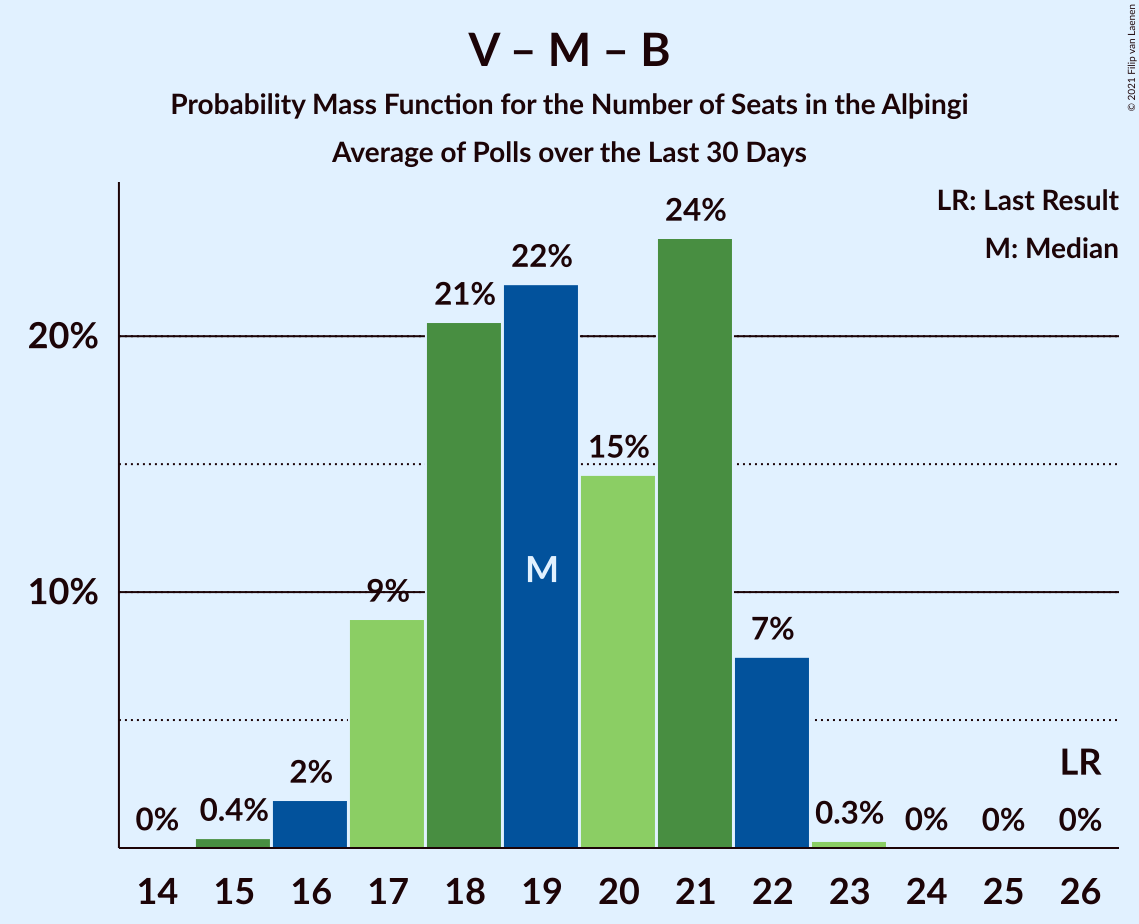 V – M – B
Probability Mass Function for the Number of Seats in the Alþingi
Average of Polls over the Last 30 Days
© 2021 Filip van Laenen
LR: Last Result
M: Median
20%
10%
0%
0.4%
2%
9%
21%
22%
15%
24%
7%
0.3%
0%
0%
0%
M
LR
14 15 16 17 18 19 20 21 22 23 24 25 26